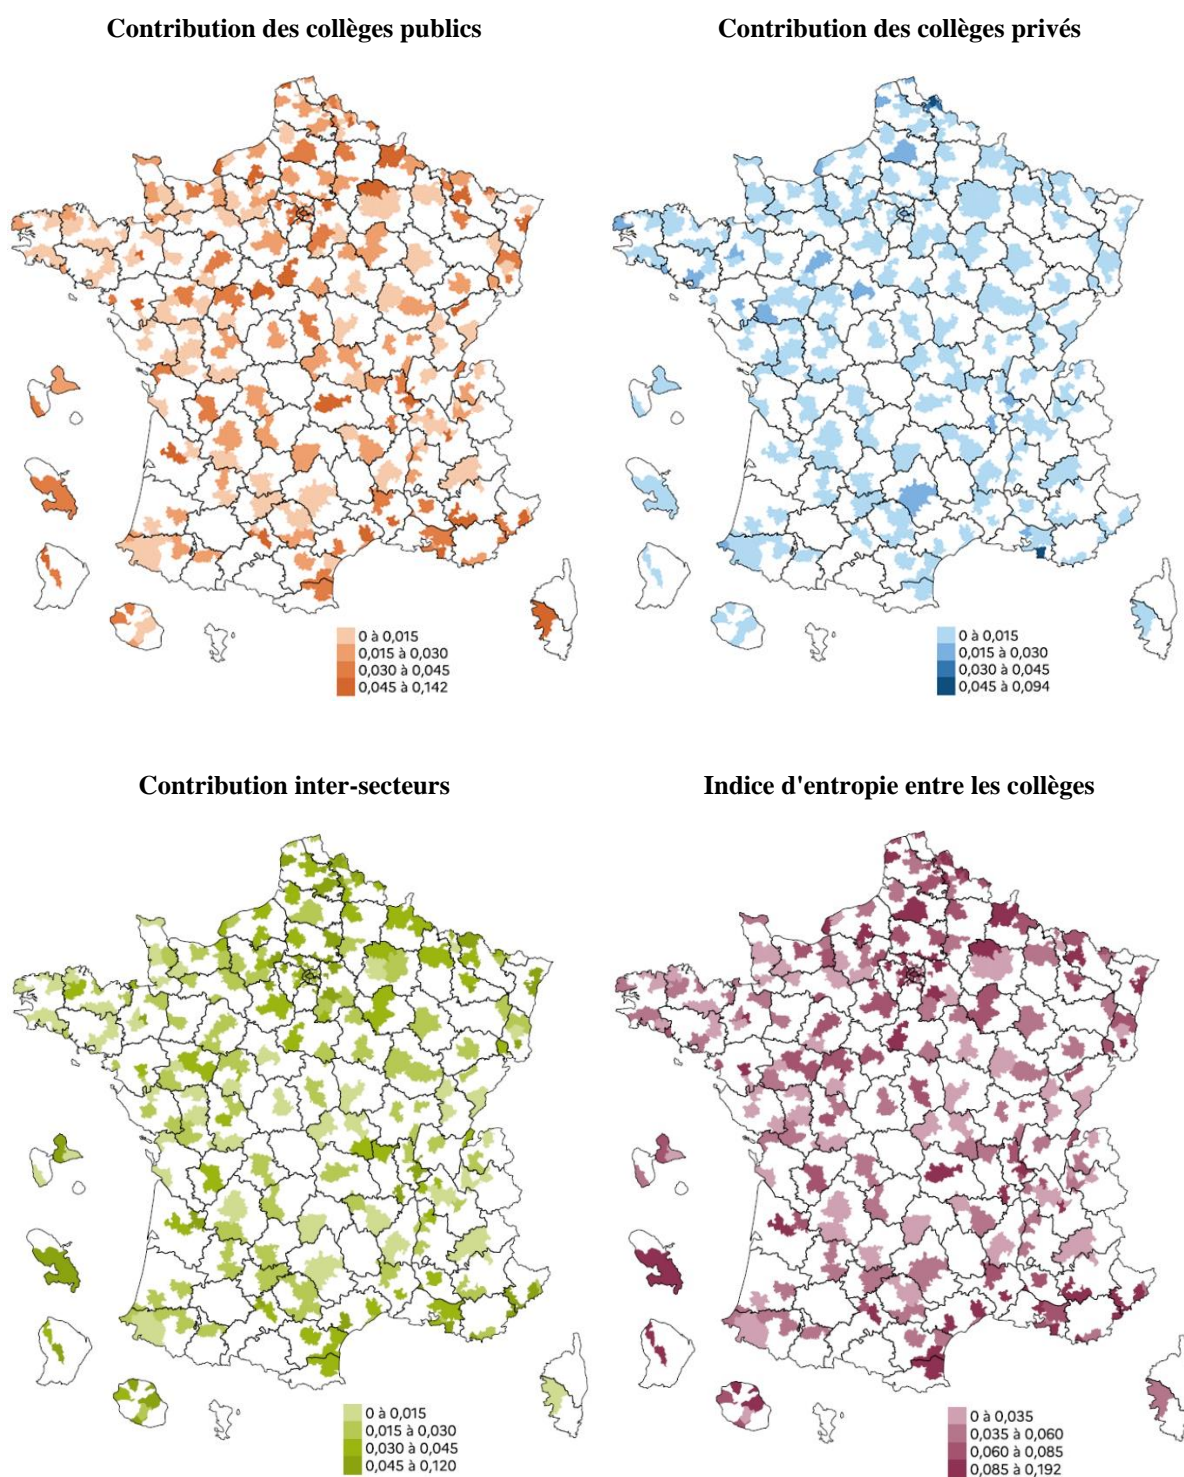 Contribution des collèges publics
Contribution des collèges privés
0 à 0,015
0,015 à 0,030
0,030 à 0,045
0,045 à 0,142
0 à 0,015
0,015 à 0,030
0,030 à 0,045
0,045 à 0,094
Contribution inter-secteurs
Indice d'entropie entre les collèges
0 à 0,015
0,015 à 0,030
0,030 à 0,045
0,045 à 0,120
0 à 0,035
0,035 à 0,060
0,060 à 0,085
0,085 à 0,192